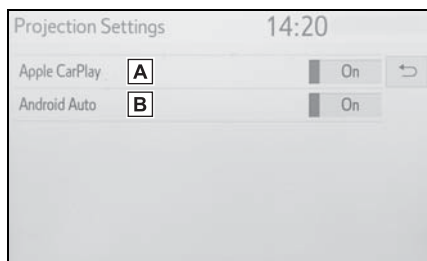 Projection Settings 14:20
Apple CarPlay A On
Android Auto B On